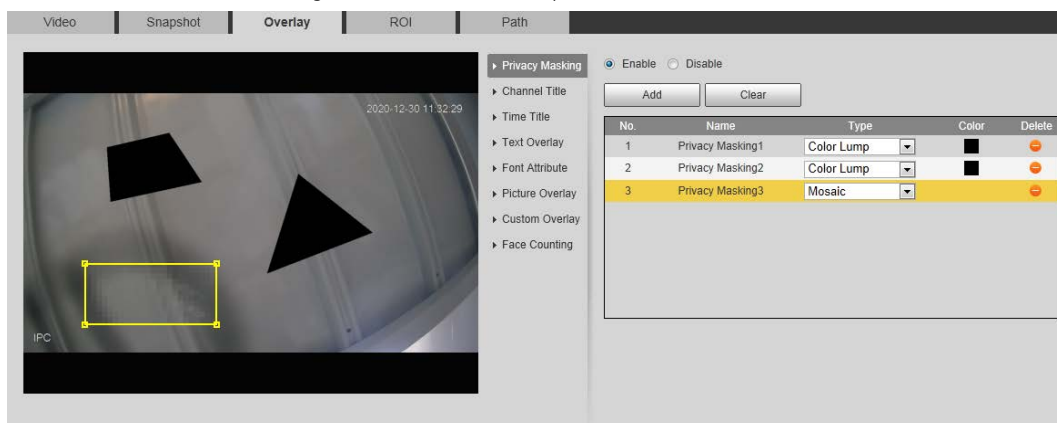 Video Snapshot Overlay ROI Path
2020-12-30 11:32:29
IPC
Privacy Masking
Channel Title
Time Title
Text Overlay
Font Attribute
Picture Overlay
Custom Overlay
Face Counting
Enable Disable
Add Clear
No. Name Type Color Delete
1 Privacy Masking1 Color Lump
2 Privacy Masking2 Color Lump
3 Privacy Masking3 Mosaic